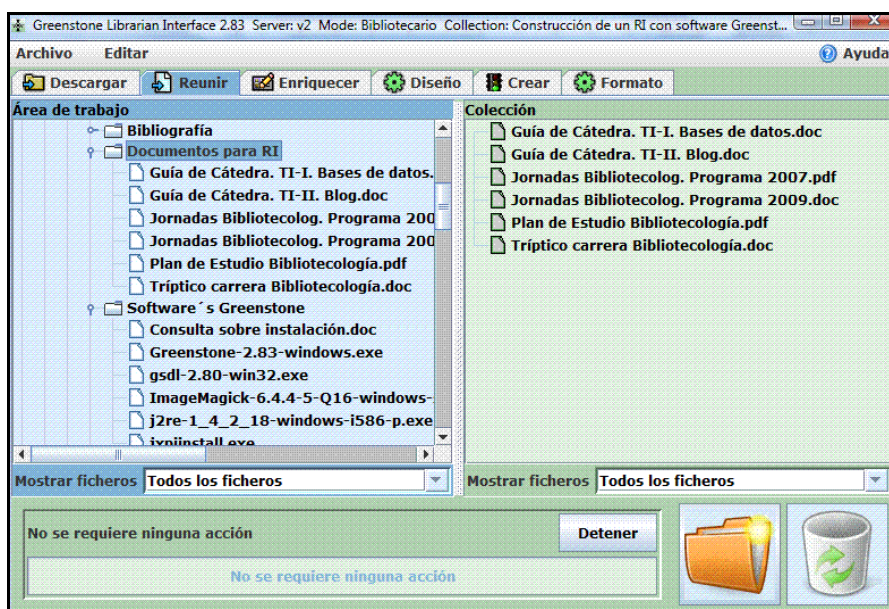 Greenstone Librarian Interface 2.83 Server: v2 Mode: Bibliotecario Collection: Construcción de un RI con software Greenst...
Archivo Editar Ayuda
Descargar Reunir Enriquecer Diseño Crear Formato
Área de trabajo
Bibliografía
Documentos para RI
Guía de Cátedra. TI-I. Bases de datos.
Guía de Cátedra. TI-II. Blog.doc
Jornadas Bibliotecolog. Programa 200
Jornadas Bibliotecolog. Programa 200
Plan de Estudio Bibliotecología.pdf
Tríptico carrera Bibliotecología.doc
Software´s Greenstone
Consulta sobre instalación.doc
Greenstone-2.83-windows.exe
gsdl-2.80-win32.exe
ImageMagick-6.4.4-5-Q16-windows-
j2re-1_4_2_18-windows-i586-p.exe
Mostrar ficheros Todos los ficheros
Colección
Guía de Cátedra. TI-I. Bases de datos.doc
Guía de Cátedra. TI-II. Blog.doc
Jornadas Bibliotecolog. Programa 2007.pdf
Jornadas Bibliotecolog. Programa 2009.doc
Plan de Estudio Bibliotecología.pdf
Tríptico carrera Bibliotecología.doc
Mostrar ficheros Todos los ficheros
No se requiere ninguna acción
Detener
No se requiere ninguna acción